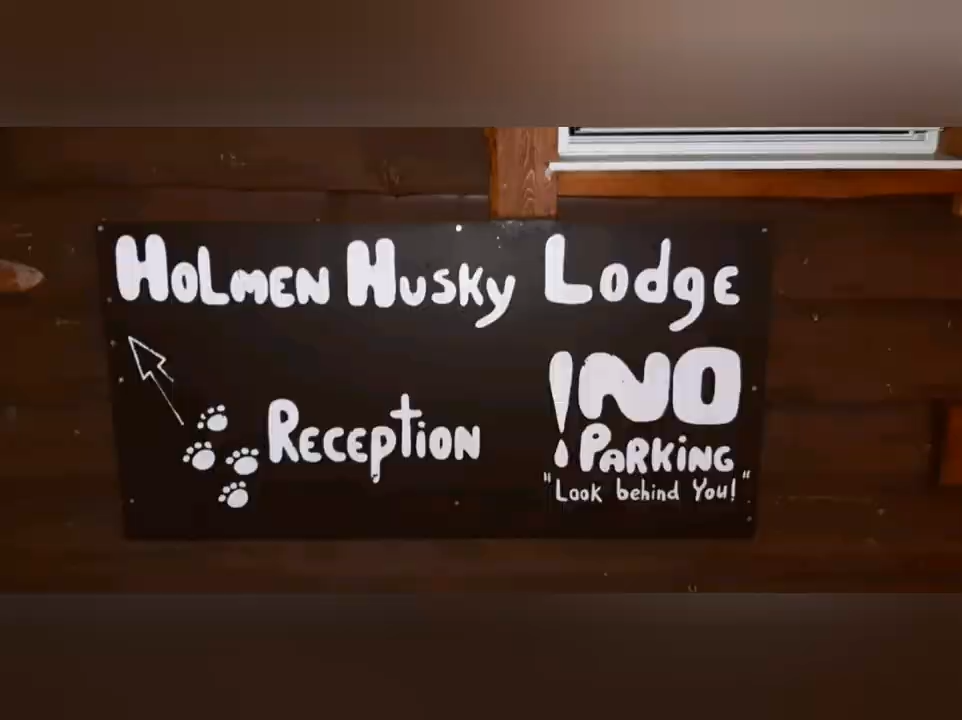 HOLMEN HUSKY Lodge
RECEPTION
! NO
PARKING
"Look behind You!"